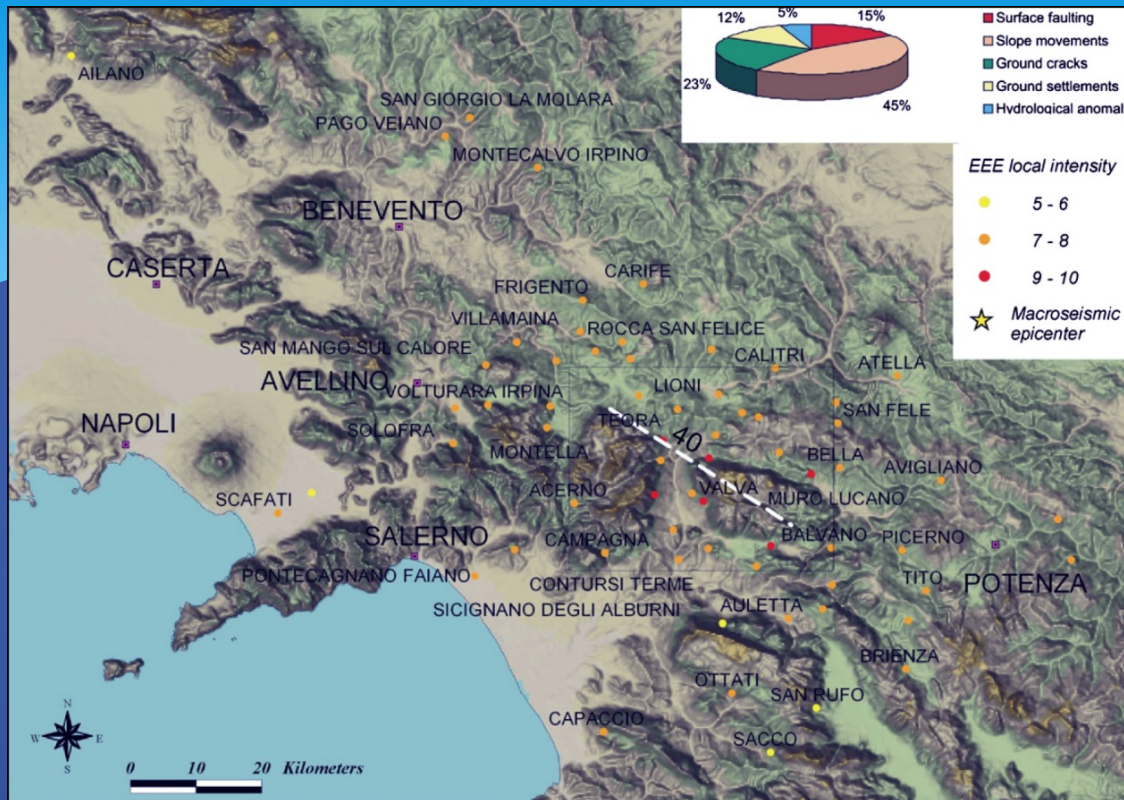 12%
5%
15%
23%
45%
Surface faulting
Slope movements
Ground cracks
Ground settlements
Hydrological anomal
EEE local intensity
5 - 6
7 - 8
9 - 10
Macroseismic
epicenter
AILANO
SAN GIORGIO LA MOLARA
PAGO VEIANO
MONTECALVO IRPINO
BENEVENTO
CASERTA
CARIFE
FRIGENTO
VILLAMAINA
ROCCA SAN FELICE
SAN MANGO SUL CALORE
CALITRI
ATELLA
AVELLINO
VOLTURARA IRPINA
LIONI
SAN FELE
NAPOLI
SOLOFRA
TEORA
40
MONTELLA
BELLA
AVIGLIANO
SCAFATI
ACERNO
VALVA
MURO LUCANO
SALERNO
CAMPAGNA
BALVANO
PICERNO
PONTECAGNANO FAIANO
CONTURSI TERME
TITO
POTENZA
SICIGNANO DEGLI ALBURNI
AULETTA
BRIENZA
OTTATI
SAN RUFO
CAPACCIO
SACCO
N
W
E
S
0 10 20 Kilometers